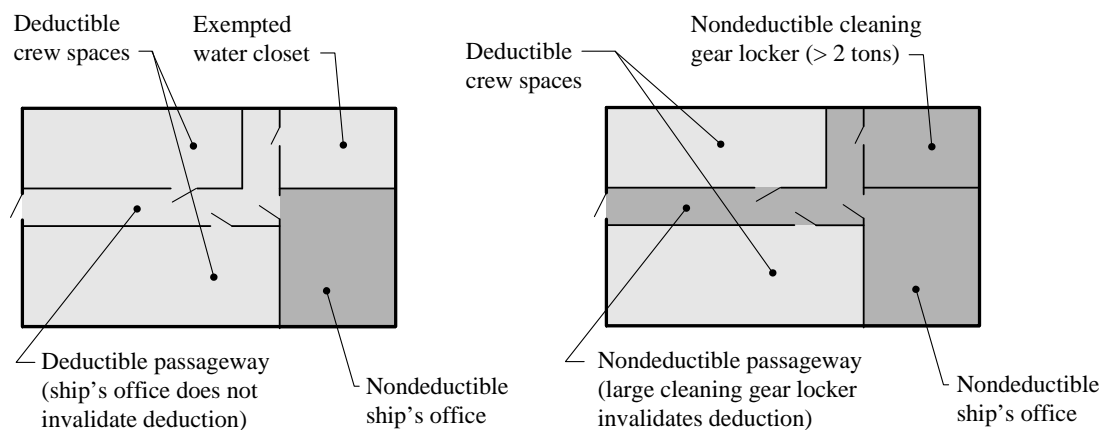 Deductible
crew spaces
Exempted
water closet
Deductible passageway
(ship's office does not
invalidate deduction)
Nondeductible
ship's office
Deductible
crew spaces
Nondeductible cleaning
gear locker (> 2 tons)
Nondeductible passageway
(large cleaning gear locker
invalidates deduction)
Nondeductible
ship's office